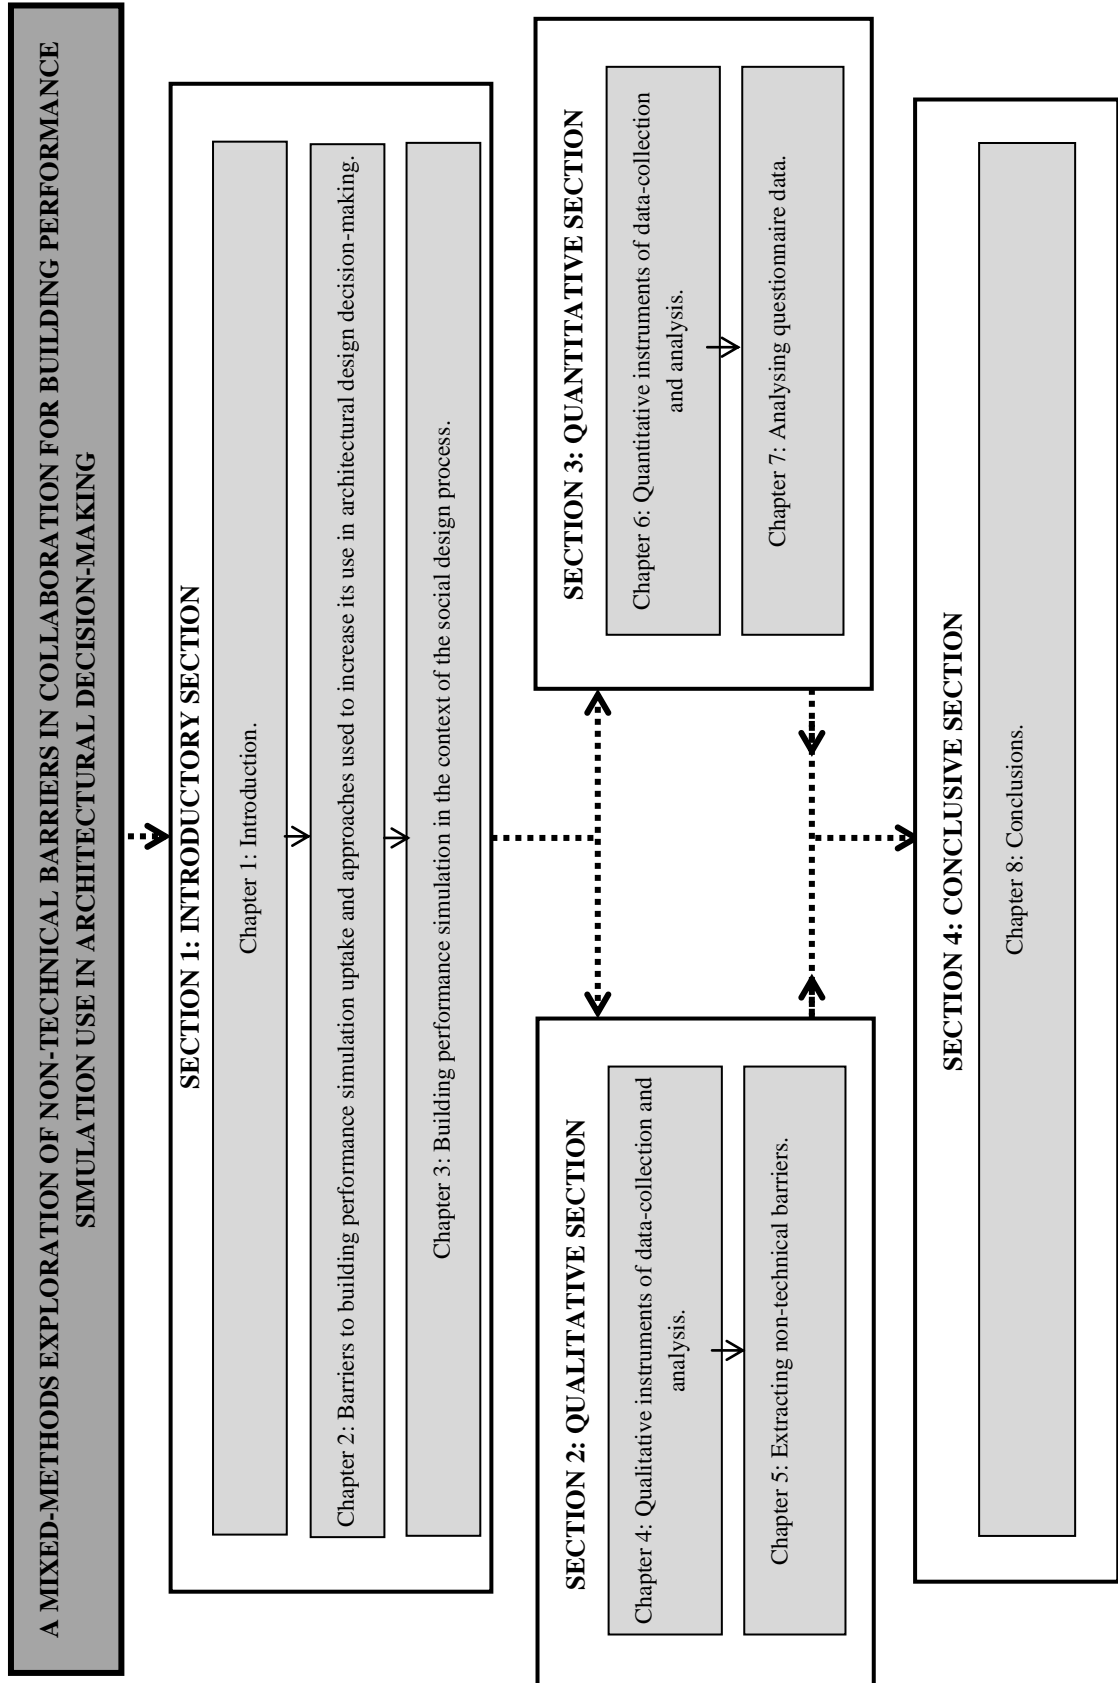 A MIXED-METHODS EXPLORATION OF NON-TECHNICAL BARRIERS IN COLLABORATION FOR BUILDING PERFORMANCE
SIMULATION USE IN ARCHITECTURAL DECISION-MAKING
SECTION 1: INTRODUCTORY SECTION
Chapter 1: Introduction.
Chapter 2: Barriers to building performance simulation uptake and approaches used to increase its use in architectural design decision-making.
Chapter 3: Building performance simulation in the context of the social design process.
SECTION 2: QUALITATIVE SECTION
Chapter 4: Qualitative instruments of data-collection and
analysis.
Chapter 5: Extracting non-technical barriers.
SECTION 3: QUANTITATIVE SECTION
Chapter 6: Quantitative instruments of data-collection
and analysis.
Chapter 7: Analysing questionnaire data.
SECTION 4: CONCLUSIVE SECTION
Chapter 8: Conclusions.